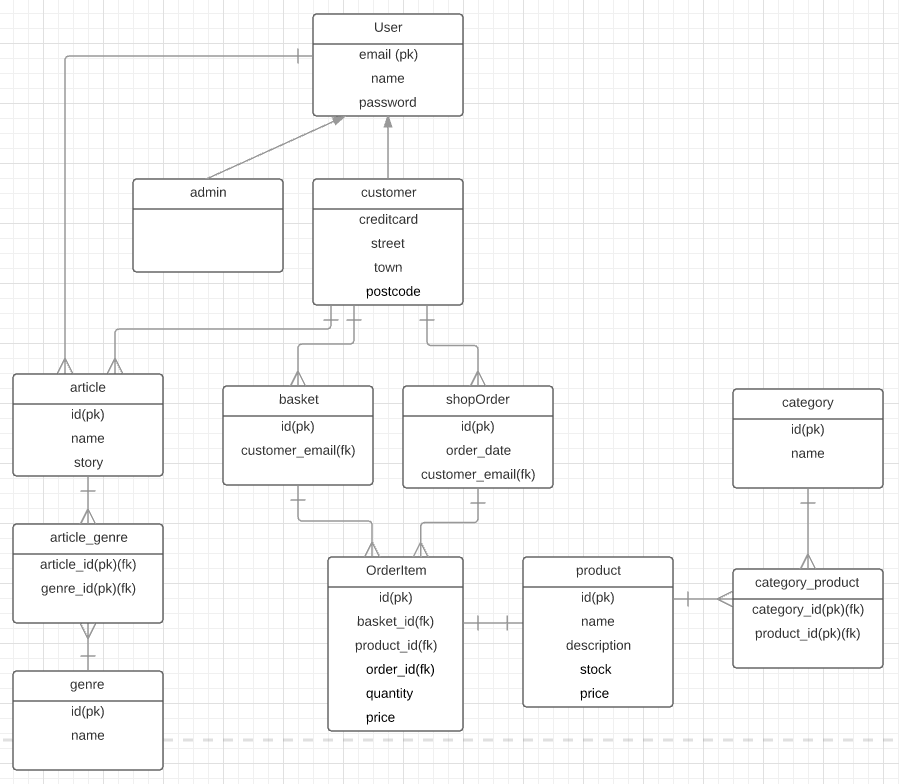 User
email (pk)
name
password
admin
customer
creditcard
street
town
postcode
article
id(pk)
name
story
basket
id(pk)
customer_email(fk)
shopOrder
id(pk)
order_date
customer_email(fk)
category
id(pk)
name
article_genre
article_id(pk)(fk)
genre_id(pk)(fk)
OrderItem
id(pk)
basket_id(fk)
product_id(fk)
order_id(fk)
quantity
price
product
id(pk)
name
description
stock
price
category_product
category_id(pk)(fk)
product_id(pk)(fk)
genre
id(pk)
name